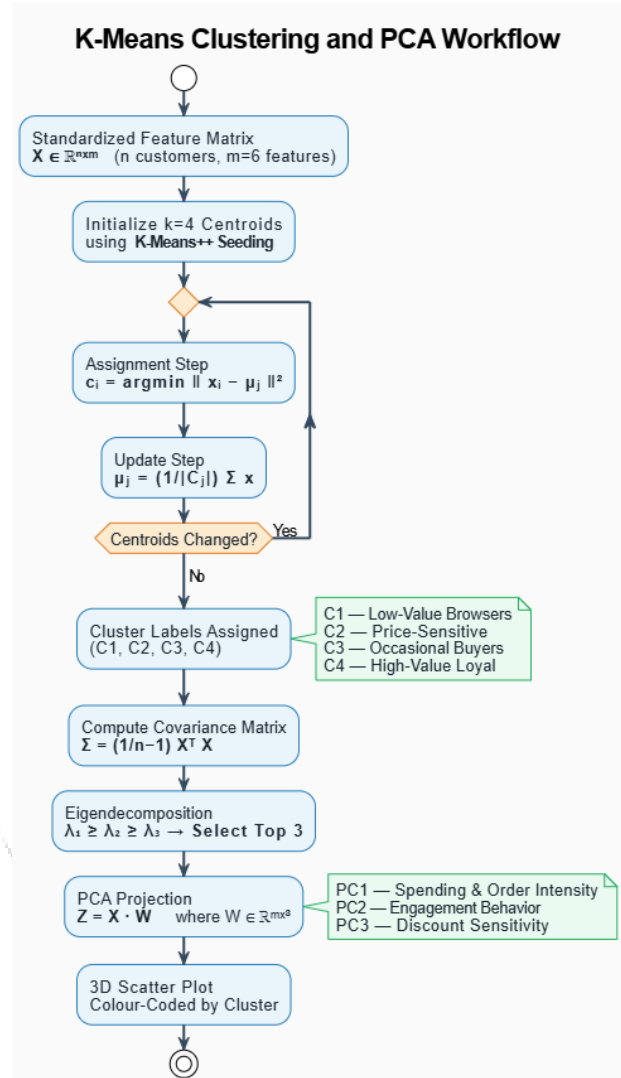 K-Means Clustering and PCA Workflow
Standardized Feature Matrix
X ∈ ℝⁿˣᵐ (n customers, m=6 features)
Initialize k=4 Centroids
using K-Means++ Seeding
Assignment Step
cᵢ = argmin ‖ xᵢ − μⱼ ‖²
Update Step
μⱼ = (1/|Cⱼ|) Σ x
Centroids Changed?
Yes
No
Cluster Labels Assigned
(C1, C2, C3, C4)
C1 — Low-Value Browsers
C2 — Price-Sensitive
C3 — Occasional Buyers
C4 — High-Value Loyal
Compute Covariance Matrix
Σ = (1/n−1) Xᵀ X
Eigendecomposition
λ₁ ≥ λ₂ ≥ λ₃ → Select Top 3
PCA Projection
Z = X · W where W ∈ ℝᵐˣ³
PC1 — Spending & Order Intensity
PC2 — Engagement Behavior
PC3 — Discount Sensitivity
3D Scatter Plot
Colour-Coded by Cluster